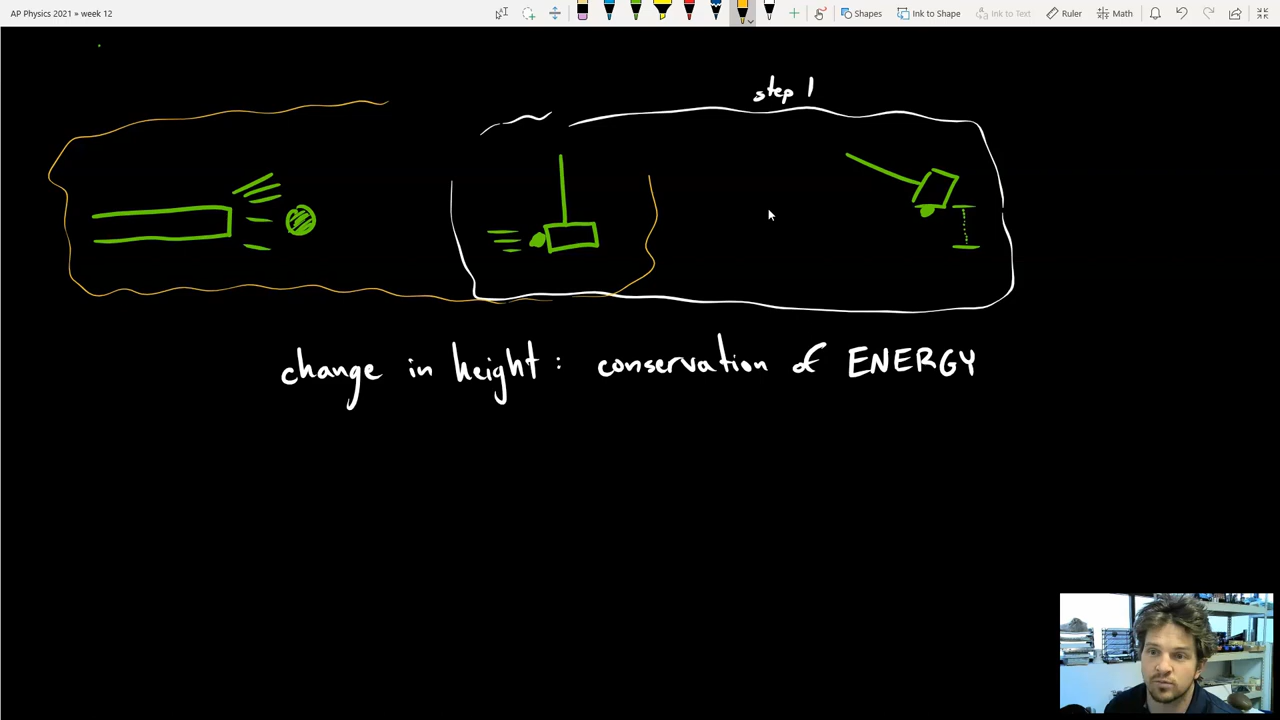 AP Physics 2021 » week 12
Shapes
Ink to Shape
Ink to Text
Ruler
Math
step 1
change in height: conservation of ENERGY